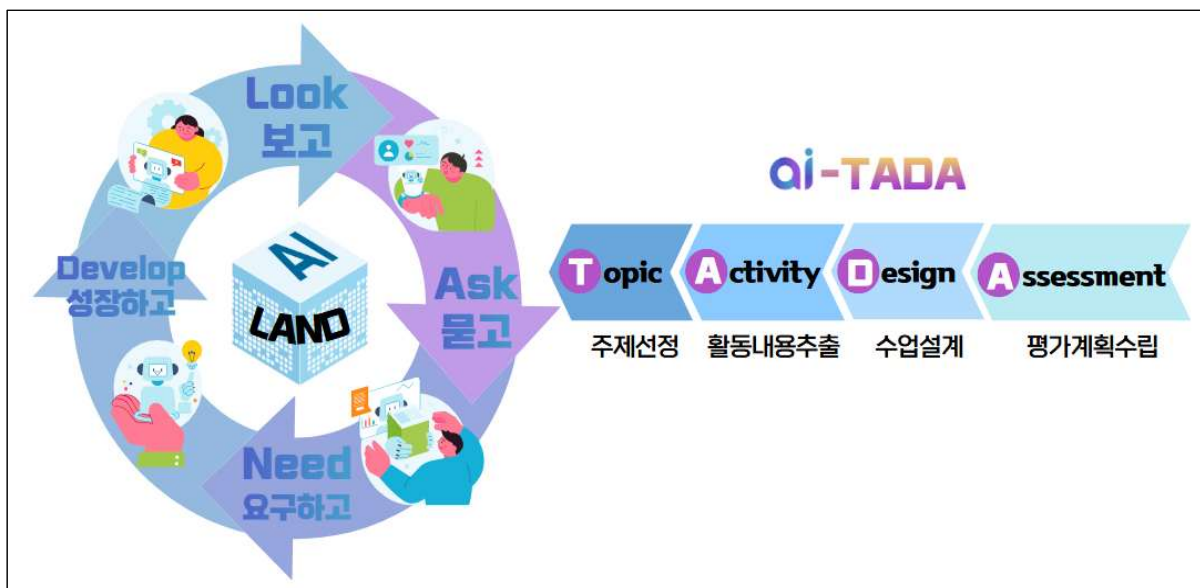 Look
보고
Ask
묻고
Need
요구하고
Develop
성장하고
AI
LAND
ai-TADA
Topic
Activity
Design
Assessment
주제선정
활동내용추출
수업설계
평가계획수립